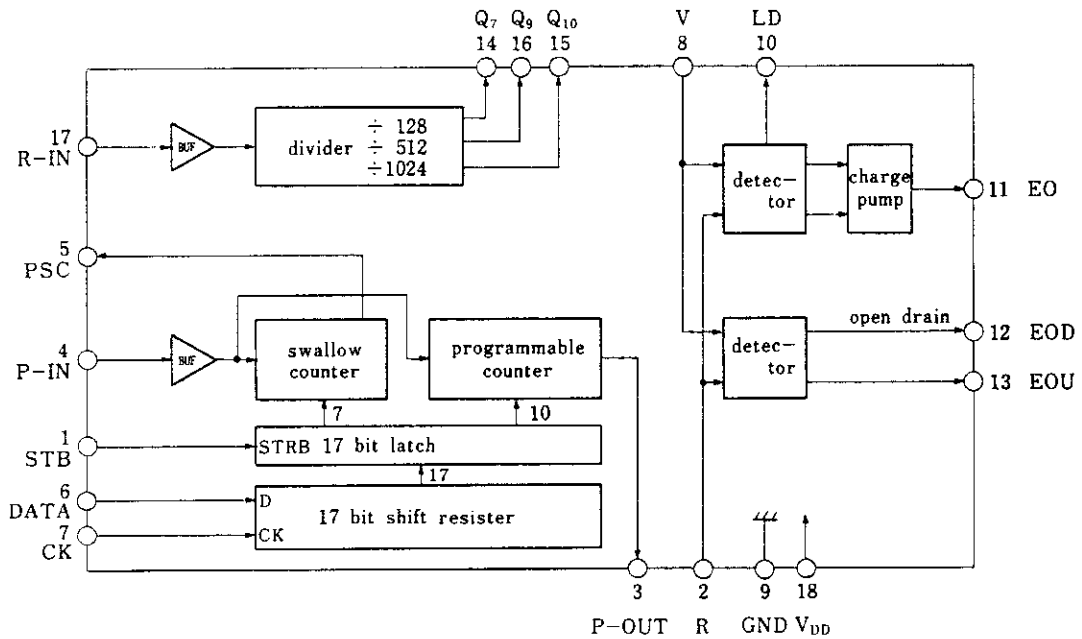 Q₇ Q₉ Q₁₀ V LD
14 16 15 8 10
17
R-IN
BUF
divider
÷ 128
÷ 512
÷1024
detec-
tor
charge
pump
11 EO
5
PSC
4
P-IN
BUF
swallow
counter
programmable
counter
detec-
tor
open drain
12 EOD
13 EOU
7
10
1
STB
STRB 17 bit latch
17
6
DATA
D
17 bit shift resister
7
CK
CK
3 2 9 18
P-OUT R GND V_DD